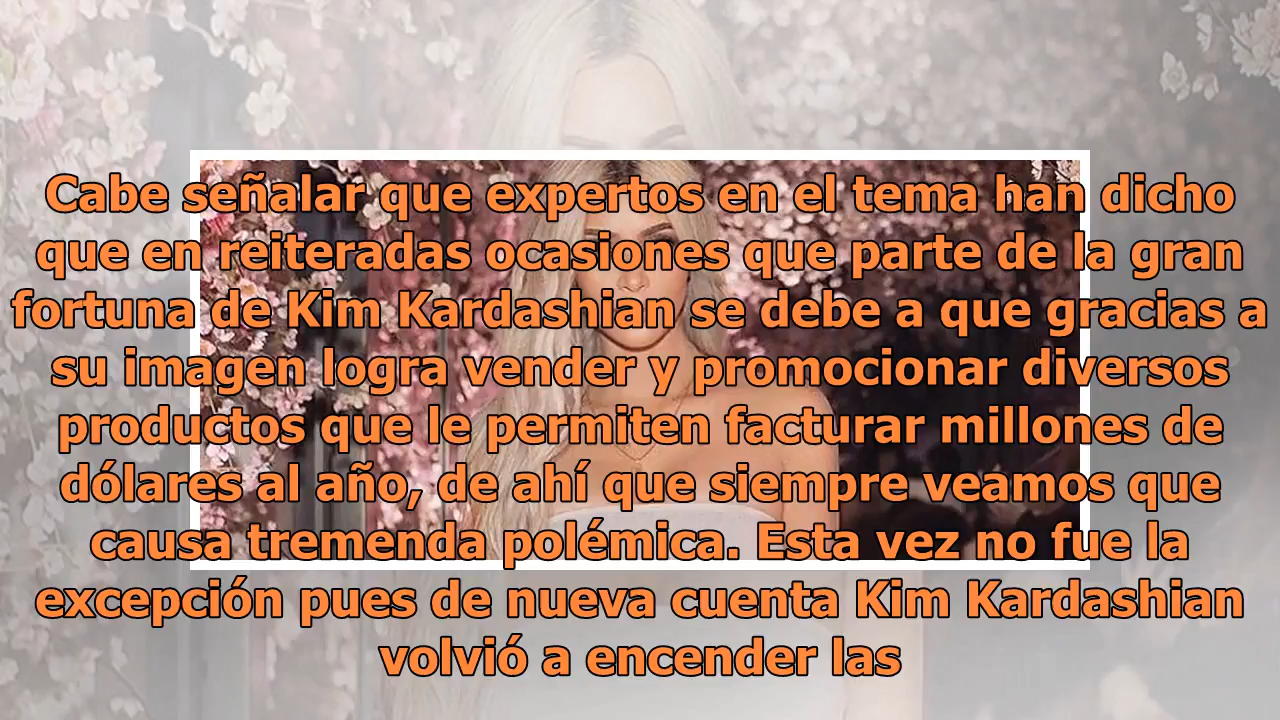 Cabe señalar que expertos en el tema han dicho
que en reiteradas ocasiones que parte de la gran
fortuna de Kim Kardashian se debe a que gracias a
su imagen logra vender y promocionar diversos
productos que le permiten facturar millones de
dólares al año, de ahí que siempre veamos que
causa tremenda polémica. Esta vez no fue la
excepción pues de nueva cuenta Kim Kardashian
volvió a encender las